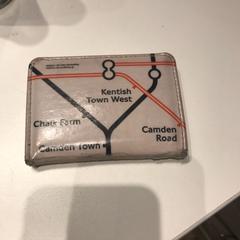 Kentish
Town West
Chalk Farm
Camden
Road
Camden Town